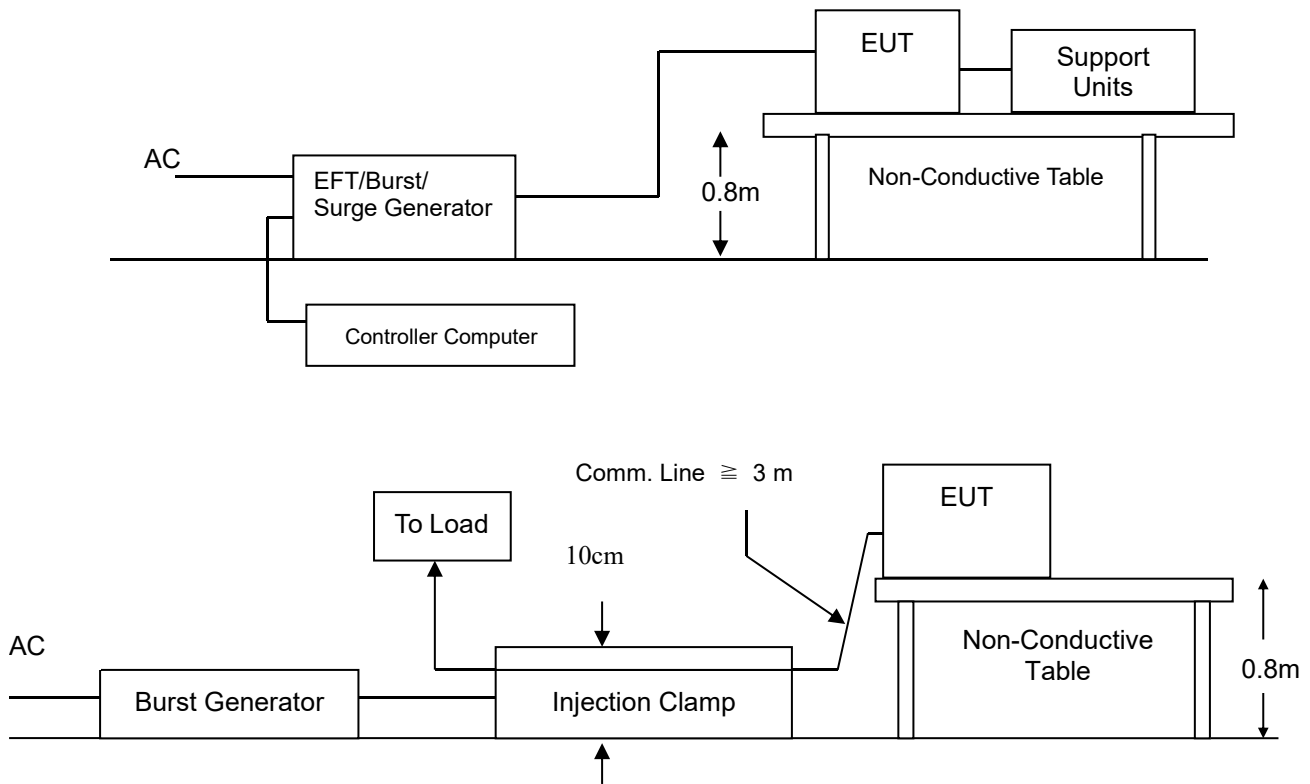 EUT
Support
Units
AC
EFT/Burst/
Surge Generator
0.8m
Non-Conductive Table
Controller Computer
Comm. Line ≧ 3 m
EUT
To Load
10cm
AC
Non-Conductive
Table
0.8m
Burst Generator
Injection Clamp